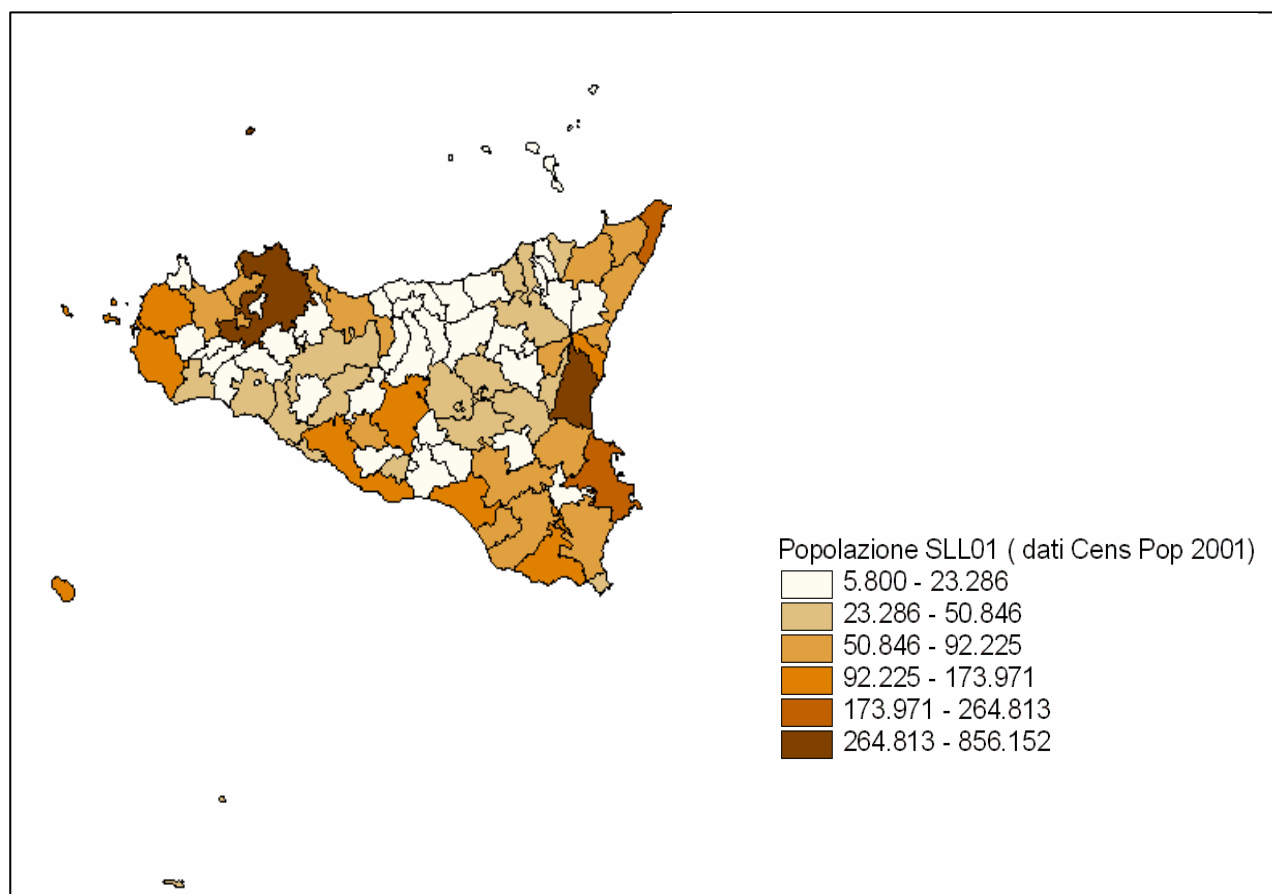 Popolazione SLL01 ( dati Cens Pop 2001)
5.800 - 23.286
23.286 - 50.846
50.846 - 92.225
92.225 - 173.971
173.971 - 264.813
264.813 - 856.152